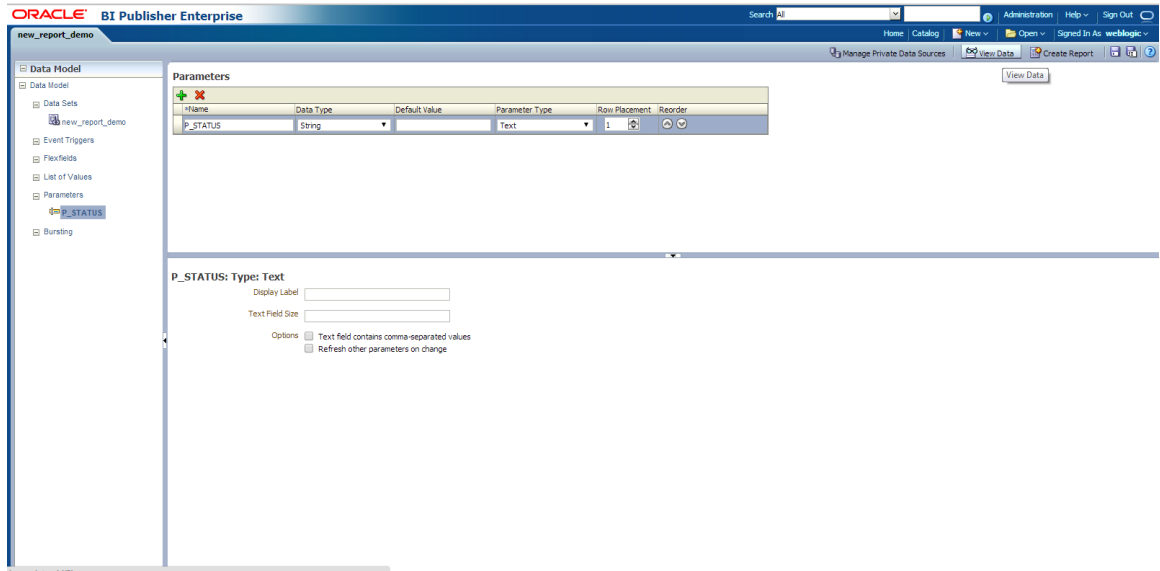 ORACLE BI Publisher Enterprise
Search All
Administration Help Sign Out
new_report_demo
Home Catalog New Open Signed In As weblogic
Manage Private Data Sources View Data Create Report
View Data
Data Model
Data Model
Data Sets
new_report_demo
Event Triggers
Flexfields
List of Values
Parameters
P_STATUS
Bursting
Parameters
*Name Data Type Default Value Parameter Type Row Placement Reorder
P_STATUS String Text 1
P_STATUS: Type: Text
Display Label
Text Field Size
Options Text field contains comma-separated values
Refresh other parameters on change